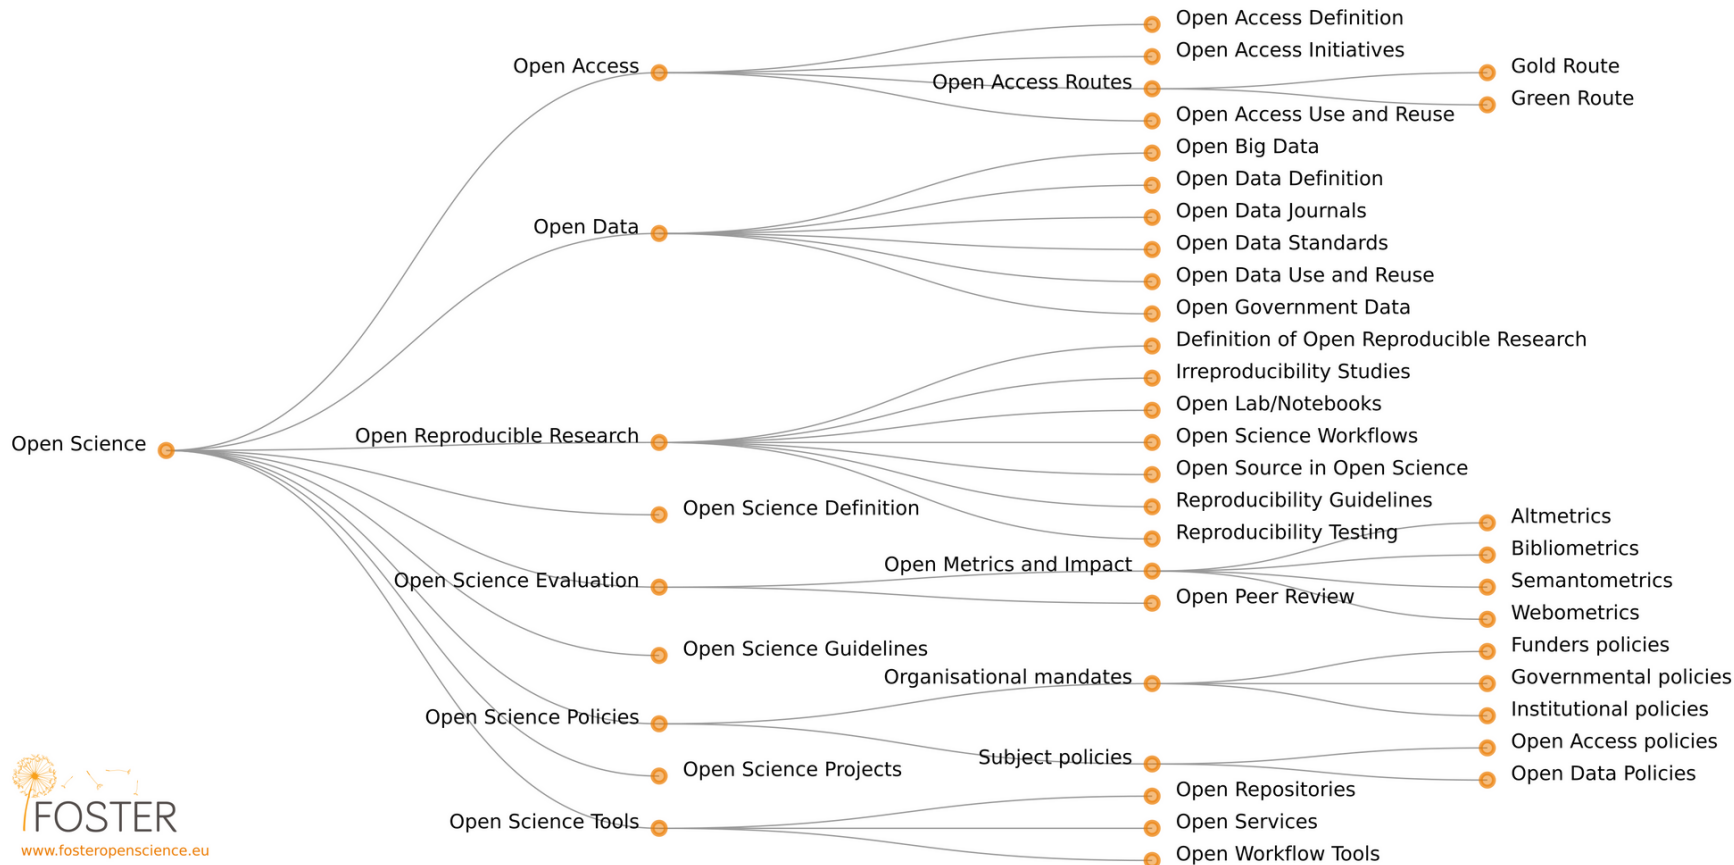 Open Science
Open Access
Open Access Definition
Open Access Initiatives
Open Access Routes
Gold Route
Green Route
Open Access Use and Reuse
Open Data
Open Big Data
Open Data Definition
Open Data Journals
Open Data Standards
Open Data Use and Reuse
Open Government Data
Open Reproducible Research
Definition of Open Reproducible Research
Irreproducibility Studies
Open Lab/Notebooks
Open Science Workflows
Open Source in Open Science
Reproducibility Guidelines
Reproducibility Testing
Open Science Definition
Open Science Evaluation
Open Metrics and Impact
Altmetrics
Bibliometrics
Semantometrics
Webometrics
Open Peer Review
Open Science Guidelines
Open Science Policies
Organisational mandates
Funders policies
Governmental policies
Institutional policies
Subject policies
Open Access policies
Open Data Policies
Open Science Projects
Open Science Tools
Open Repositories
Open Services
Open Workflow Tools
FOSTER
www.fosteropenscience.eu